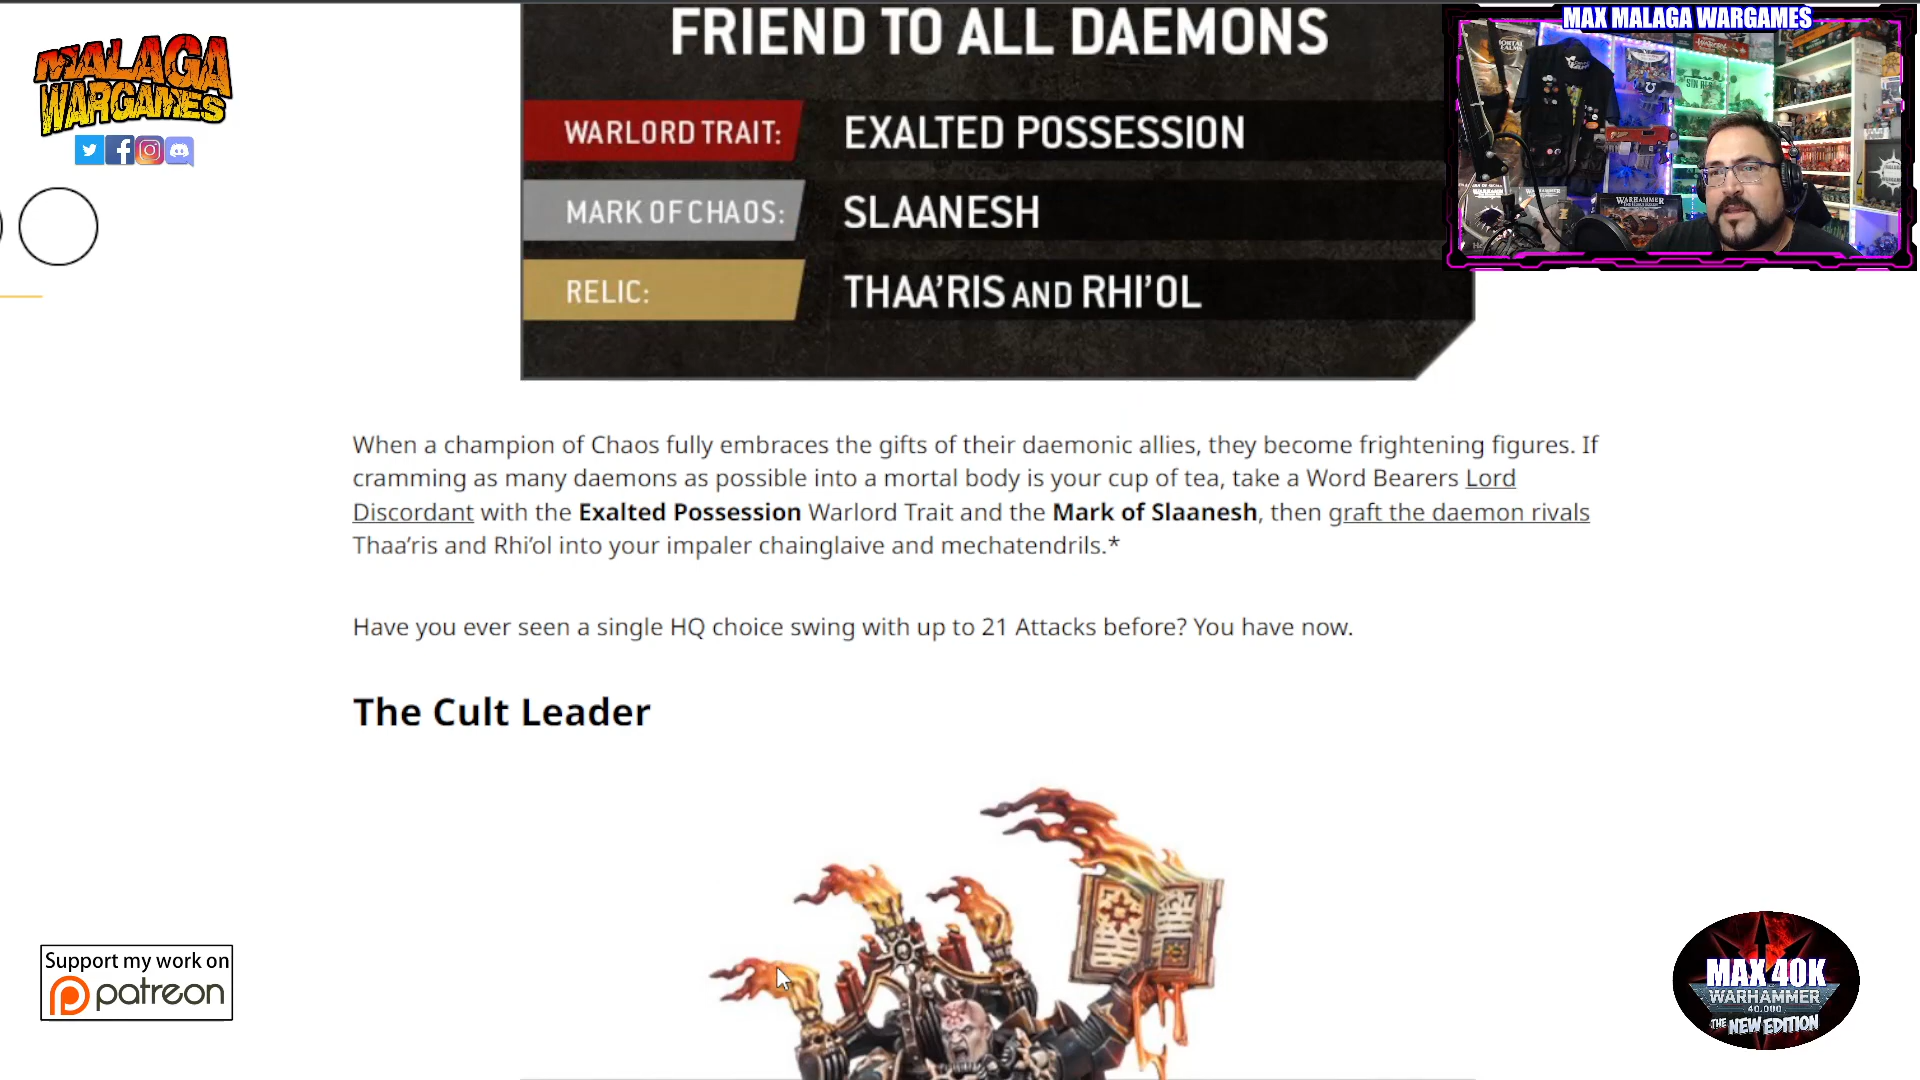 FRIEND TO ALL DAEMONS
WARLORD TRAIT: EXALTED POSSESSION
MARK OF CHAOS: SLAANESH
RELIC: THAA'RIS AND RHI'OL
MAX MALAGA WARGAMES
MALAGA
WARGAMES
WARHAMMER
When a champion of Chaos fully embraces the gifts of their daemonic allies, they become frightening figures. If
cramming as many daemons as possible into a mortal body is your cup of tea, take a Word Bearers Lord
Discordant with the Exalted Possession Warlord Trait and the Mark of Slaanesh, then graft the daemon rivals
Thaa’ris and Rhi’ol into your impaler chainglaive and mechatendrils.*
Have you ever seen a single HQ choice swing with up to 21 Attacks before? You have now.
The Cult Leader
Support my work on
patreon
MAX 40K
WARHAMMER
40,000
THE NEW EDITION